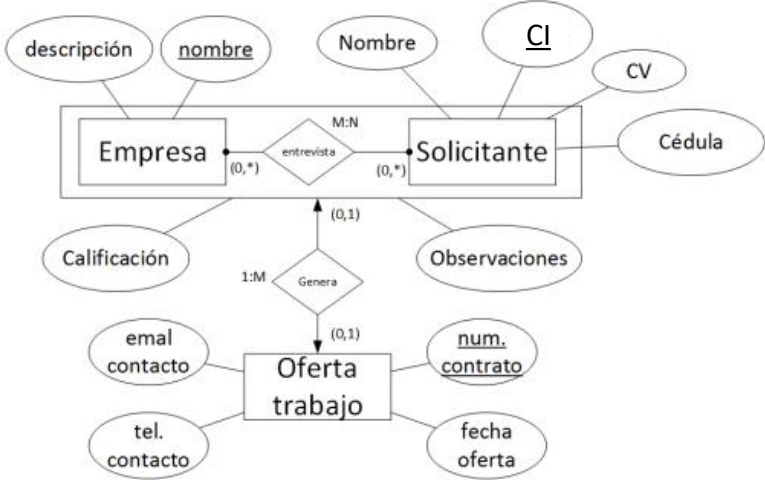 descripción
nombre
Nombre
CI
CV
Cédula
M:N
Empresa
entrevista
Solicitante
(0,*)
(0,*)
(0,1)
Calificación
Observaciones
1:M
Genera
(0,1)
emal
contacto
num.
contrato
Oferta
trabajo
tel.
contacto
fecha
oferta